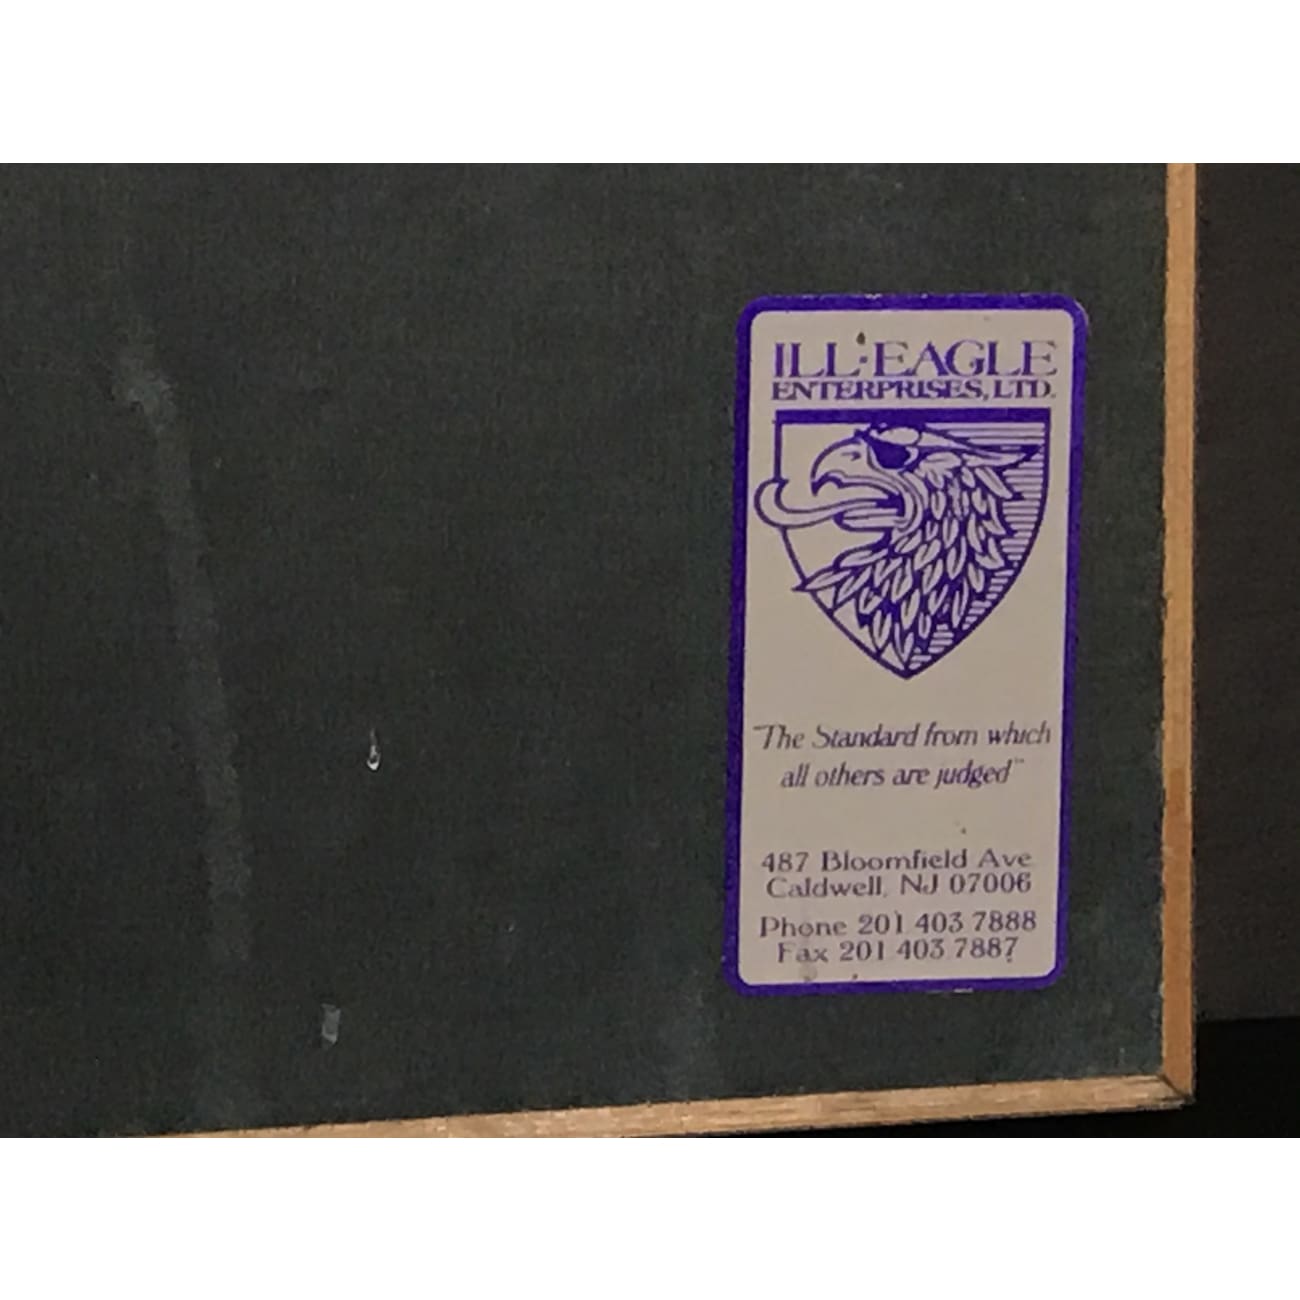 ILL-EAGLE
ENTERPRISES, LTD.
"The Standard from which
all others are judged"
487 Bloomfield Ave
Caldwell, NJ 07006
Phone 201 403 7888
Fax 201 403 7887